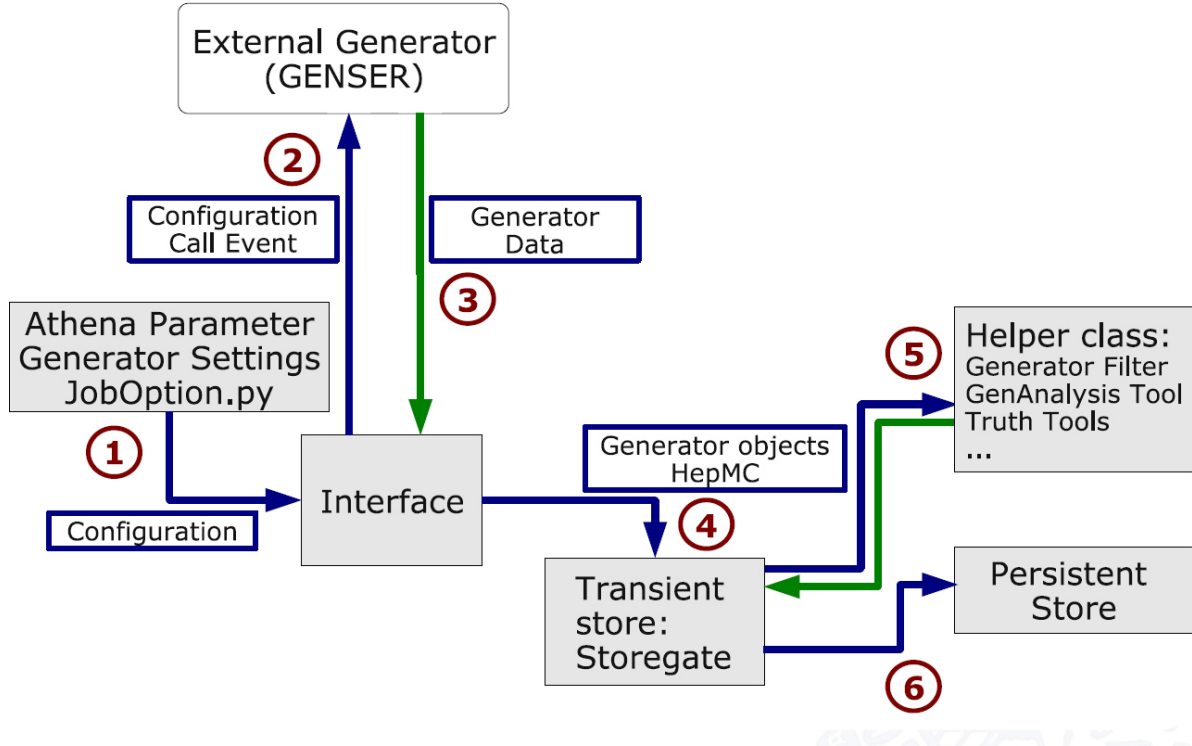 External Generator
(GENSER)
2
Configuration
Call Event
Generator
Data
3
Athena Parameter
Generator Settings
JobOption.py
1
Configuration
Interface
Generator objects
HepMC
4
5
Helper class:
Generator Filter
GenAnalysis Tool
Truth Tools
...
Transient
store:
Storegate
Persistent
Store
6